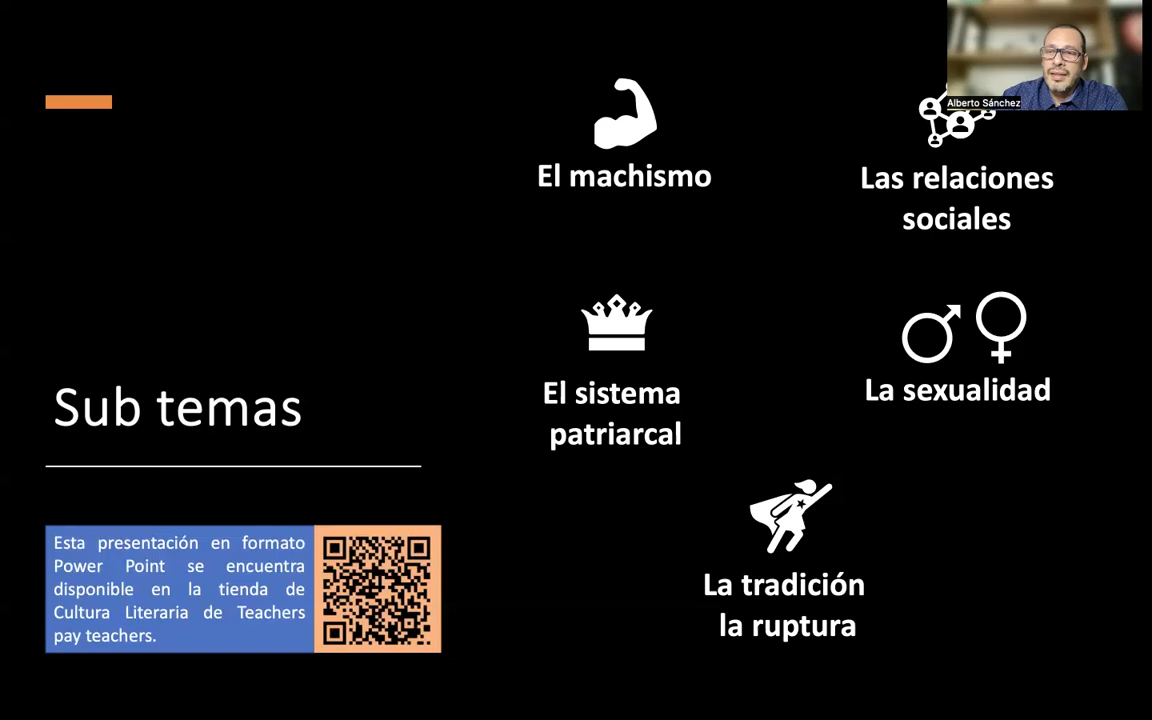 Alberto Sánchez
El machismo
Las relaciones
sociales
El sistema
patriarcal
La sexualidad
Sub temas
La tradición
la ruptura
Esta presentación en formato
Power Point se encuentra
disponible en la tienda de
Cultura Literaria de Teachers
pay teachers.